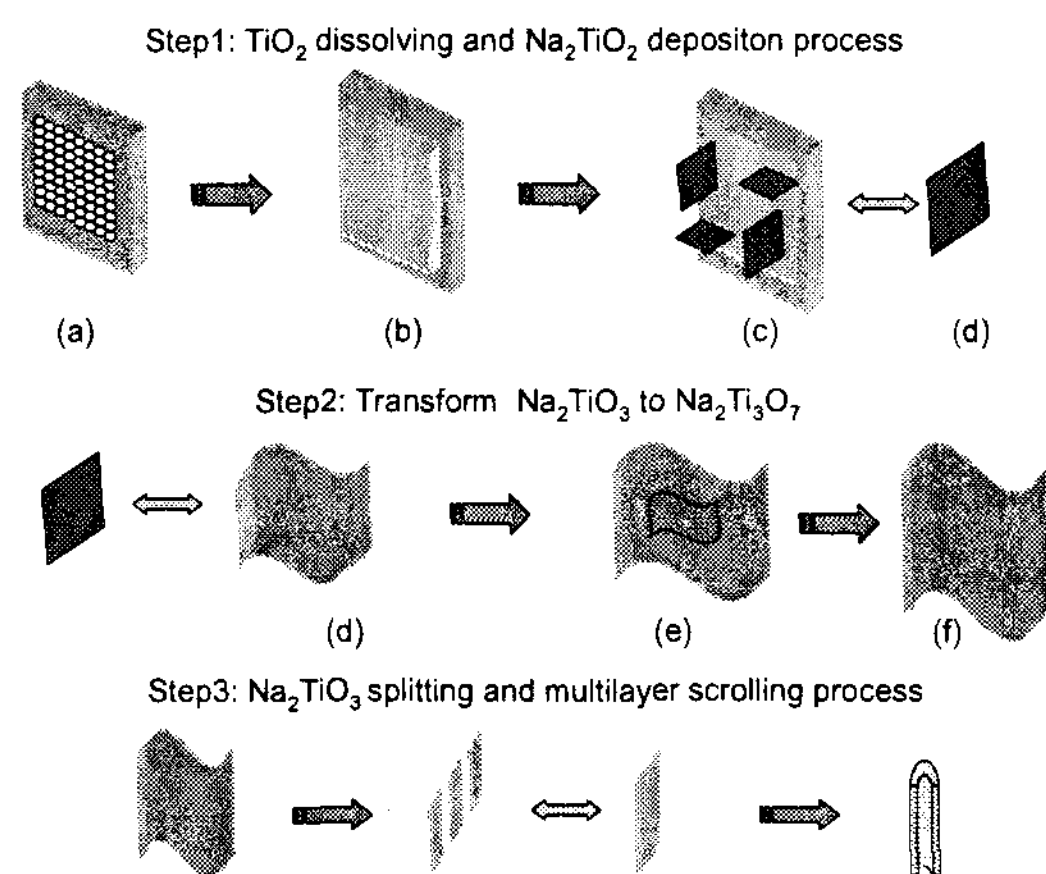 Step1: TiO₂ dissolving and Na₂TiO₂ depositon process
(a) (b) (c) (d)
Step2: Transform Na₂TiO₃ to Na₂Ti₃O₇
(d) (e) (f)
Step3: Na₂TiO₃ splitting and multilayer scrolling process